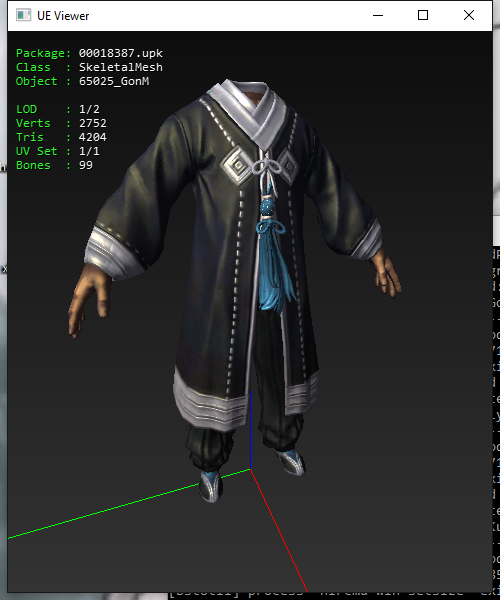 UE Viewer
Package: 00018387.upk
Class : SkeletalMesh
Object : 65025_GonM
LOD : 1/2
Verts : 2752
Tris : 4204
UV Set : 1/1
Bones : 99